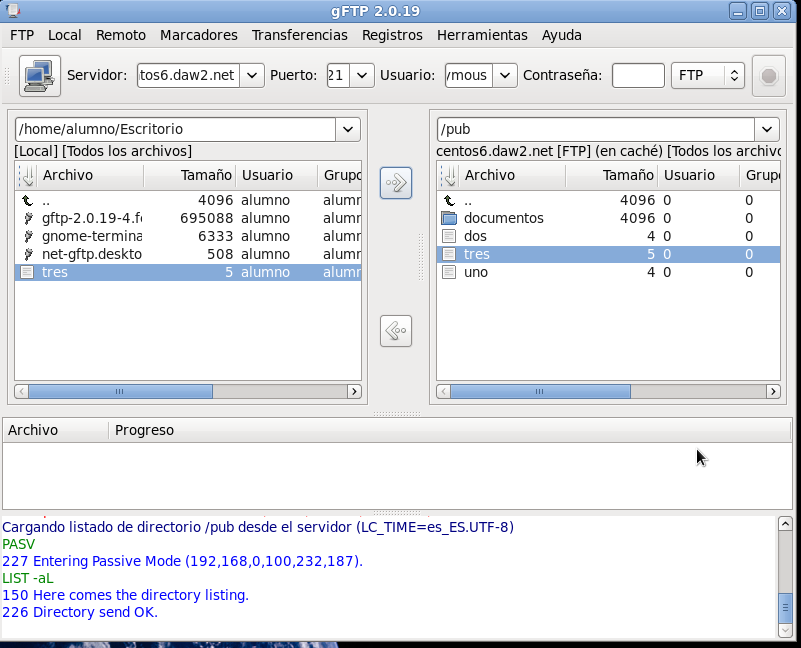 gFTP 2.0.19
FTP Local Remoto Marcadores Transferencias Registros Herramientas Ayuda
Servidor: tos6.daw2.net Puerto: 21 Usuario: ymous Contraseña: FTP
/home/alumno/Escritorio
[Local] [Todos los archivos]
Archivo Tamaño Usuario Grupo
.. 4096 alumno alumn
gftp-2.0.19-4.fe 695088 alumno alumn
gnome-termina 6333 alumno alumn
net-gftp.deskto 508 alumno alumn
tres 5 alumno alumn
/pub
centos6.daw2.net [FTP] (en caché) [Todos los archivo
Archivo Tamaño Usuario Grupo
.. 4096 0 0
documentos 4096 0 0
dos 4 0 0
tres 5 0 0
uno 4 0 0
Archivo Progreso
Cargando listado de directorio /pub desde el servidor (LC_TIME=es_ES.UTF-8)
PASV
227 Entering Passive Mode (192,168,0,100,232,187).
LIST -aL
150 Here comes the directory listing.
226 Directory send OK.